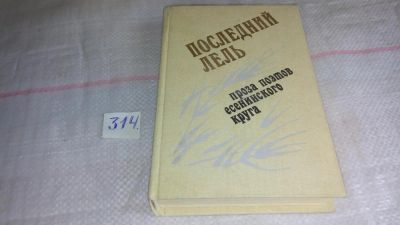 ПОСЛЕДНИЙ
ЛЕЛЬ
проза поэтов
есенинского
круга
314.